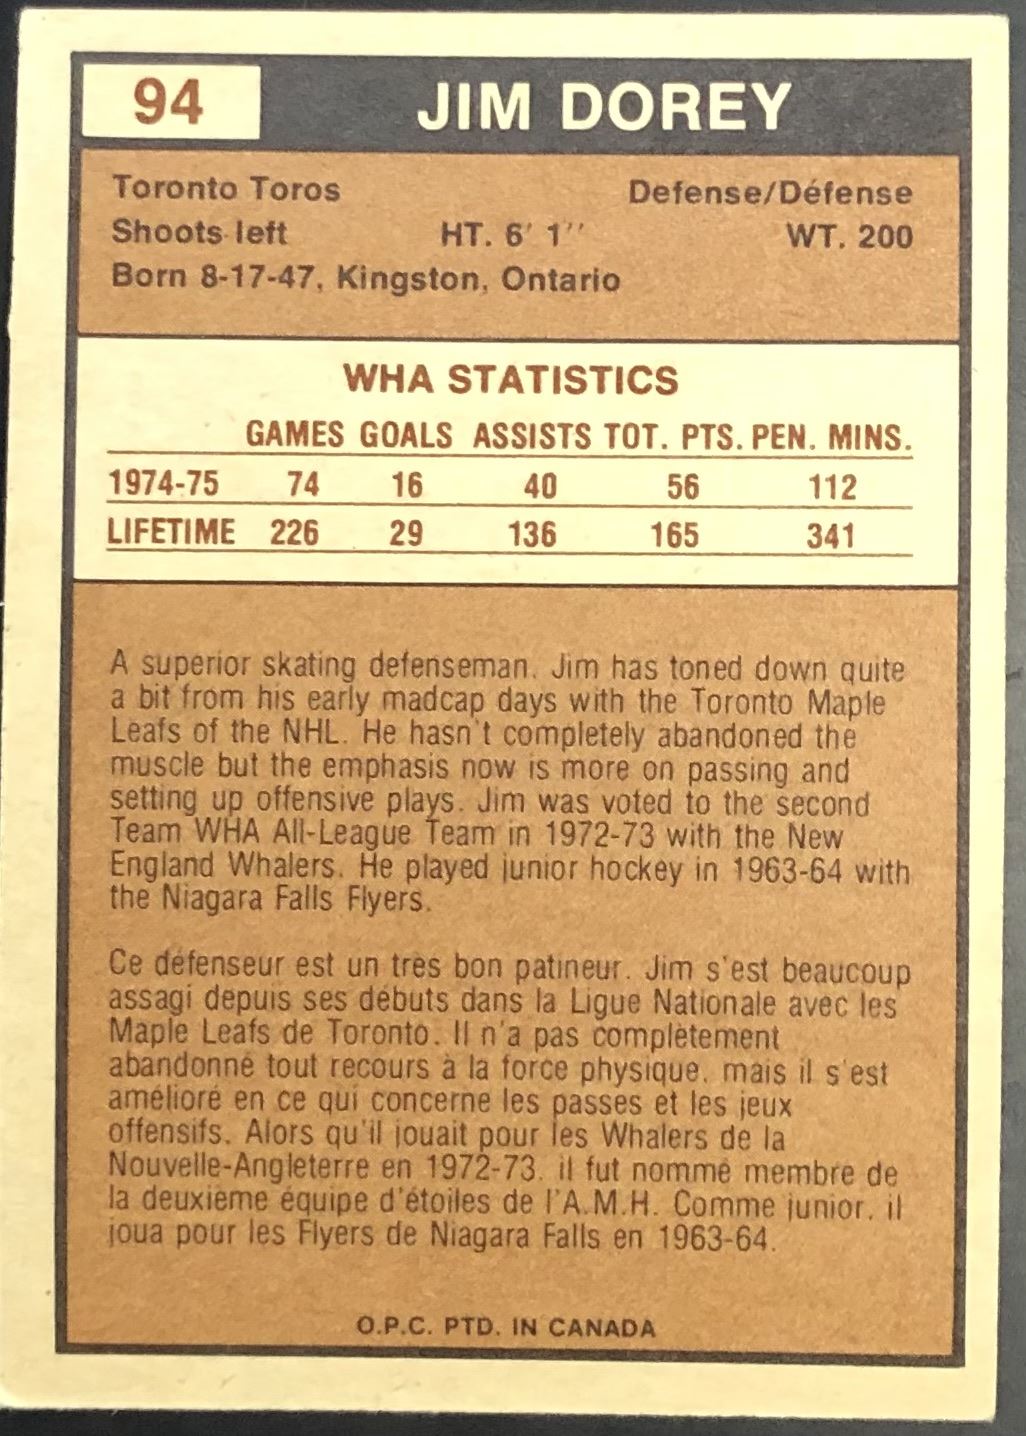 94 JIM DOREY
Toronto Toros Defense/Défense
Shoots left HT. 6' 1'' WT. 200
Born 8-17-47, Kingston, Ontario
WHA STATISTICS
GAMES GOALS ASSISTS TOT. PTS. PEN. MINS.
1974-75 74 16 40 56 112
LIFETIME 226 29 136 165 341
A superior skating defenseman, Jim has toned down quite
a bit from his early madcap days with the Toronto Maple
Leafs of the NHL. He hasn't completely abandoned the
muscle but the emphasis now is more on passing and
setting up offensive plays. Jim was voted to the second
Team WHA All-League Team in 1972-73 with the New
England Whalers. He played junior hockey in 1963-64 with
the Niagara Falls Flyers.
Ce défenseur est un très bon patineur. Jim s'est beaucoup
assagi depuis ses débuts dans la Ligue Nationale avec les
Maple Leafs de Toronto. Il n'a pas complètement
abandonné tout recours à la force physique, mais il s'est
amélioré en ce qui concerne les passes et les jeux
offensifs. Alors qu'il jouait pour les Whalers de la
Nouvelle-Angleterre en 1972-73, il fut nommé membre de
la deuxième équipe d'étoiles de l'A.M.H. Comme junior, il
joua pour les Flyers de Niagara Falls en 1963-64.
O.P.C. PTD. IN CANADA